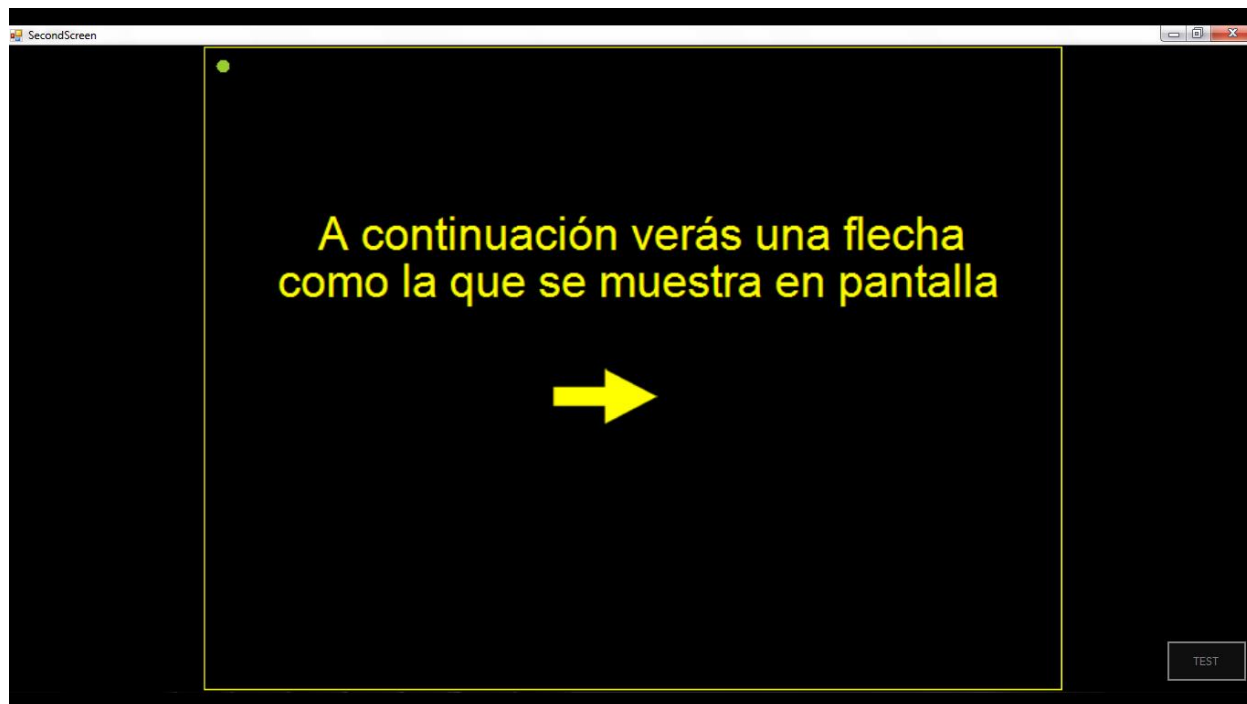 SecondScreen
A continuación verás una flecha
como la que se muestra en pantalla
TEST